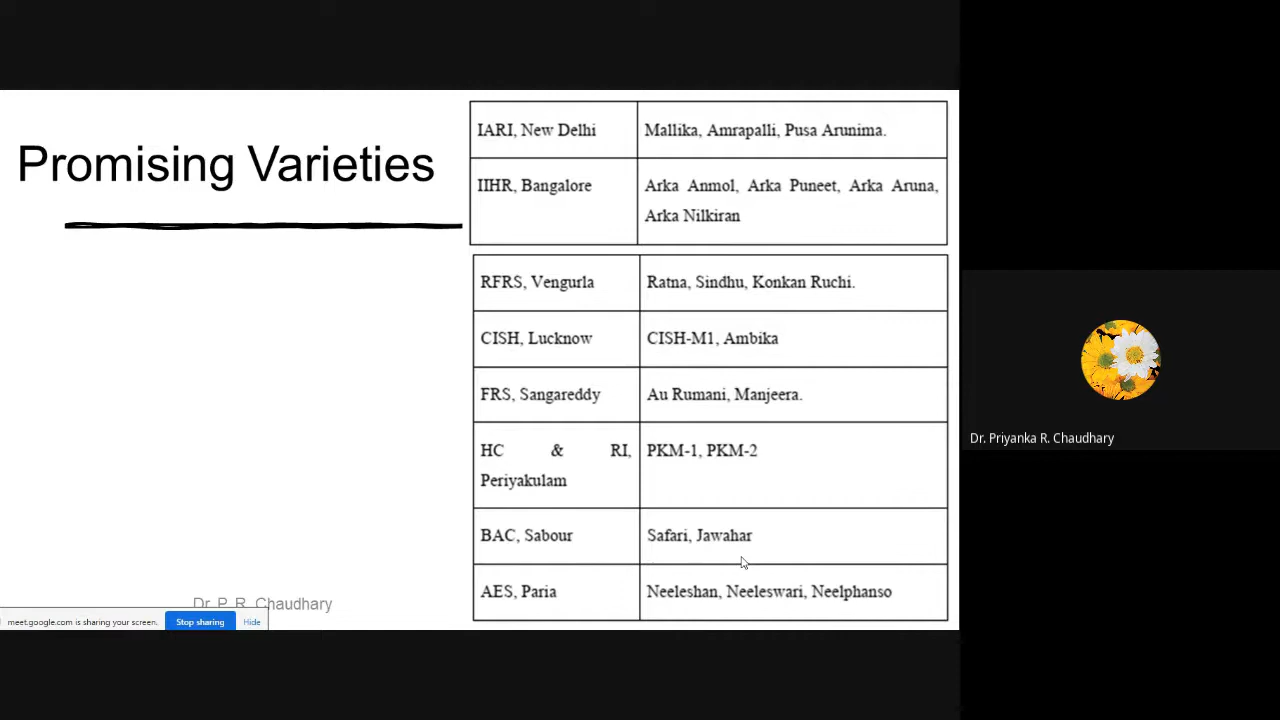 Promising Varieties
IARI, New Delhi
Mallika, Amrapalli, Pusa Arunima.
IIHR, Bangalore
Arka Anmol, Arka Puneet, Arka Aruna,
Arka Nilkiran
RFRS, Vengurla
Ratna, Sindhu, Konkan Ruchi.
CISH, Lucknow
CISH-M1, Ambika
FRS, Sangareddy
Au Rumani, Manjeera.
HC & RI,
Periyakulam
PKM-1, PKM-2
BAC, Sabour
Safari, Jawahar
AES, Paria
Neeleshan, Neeleswari, Neelphanso
Dr. P. R. Chaudhary
meet.google.com is sharing your screen.
Stop sharing
Hide
Dr. Priyanka R. Chaudhary